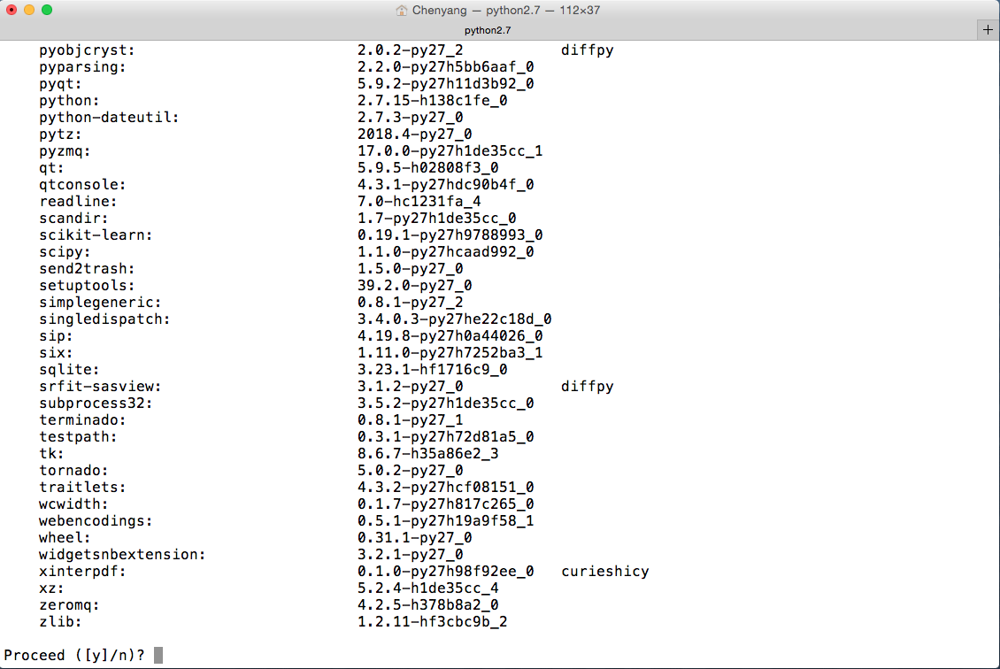 Chenyang — python2.7 — 112×37
python2.7 +
pyobjcryst: 2.0.2-py27_2 diffpy
pyparsing: 2.2.0-py27h5bb6aaf_0
pyqt: 5.9.2-py27h11d3b92_0
python: 2.7.15-h138c1fe_0
python-dateutil: 2.7.3-py27_0
pytz: 2018.4-py27_0
pyzmq: 17.0.0-py27h1de35cc_1
qt: 5.9.5-h02808f3_0
qtconsole: 4.3.1-py27hdc90b4f_0
readline: 7.0-hc1231fa_4
scandir: 1.7-py27h1de35cc_0
scikit-learn: 0.19.1-py27h9788993_0
scipy: 1.1.0-py27hcaad992_0
send2trash: 1.5.0-py27_0
setuptools: 39.2.0-py27_0
simplegeneric: 0.8.1-py27_2
singledispatch: 3.4.0.3-py27he22c18d_0
sip: 4.19.8-py27h0a44026_0
six: 1.11.0-py27h7252ba3_1
sqlite: 3.23.1-hf1716c9_0
srfit-sasview: 3.1.2-py27_0 diffpy
subprocess32: 3.5.2-py27h1de35cc_0
terminado: 0.8.1-py27_1
testpath: 0.3.1-py27h72d81a5_0
tk: 8.6.7-h35a86e2_3
tornado: 5.0.2-py27_0
traitlets: 4.3.2-py27hcf08151_0
wcwidth: 0.1.7-py27h817c265_0
webencodings: 0.5.1-py27h19a9f58_1
wheel: 0.31.1-py27_0
widgetsnbextension: 3.2.1-py27_0
xinterpdf: 0.1.0-py27h98f92ee_0 curieshicy
xz: 5.2.4-h1de35cc_4
zeromq: 4.2.5-h378b8a2_0
zlib: 1.2.11-hf3cbc9b_2
Proceed ([y]/n)?